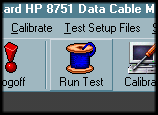 ard HP 8751 Data Cable M
Calibrate Test Setup Files
ogoff Run Test Calibra